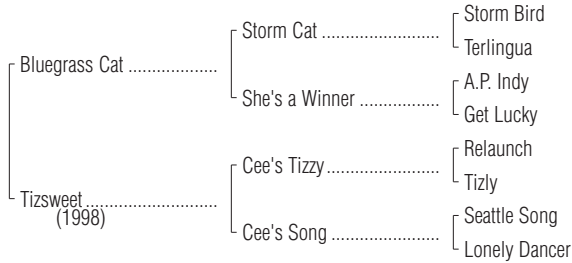 Storm Bird
Storm Cat ........................
Terlingua
Bluegrass Cat ..................
A.P. Indy
She's a Winner ................
Get Lucky
Relaunch
Cee's Tizzy.......................
Tizly
Tizsweet..........................
(1998)
Seattle Song
Cee's Song ......................
Lonely Dancer